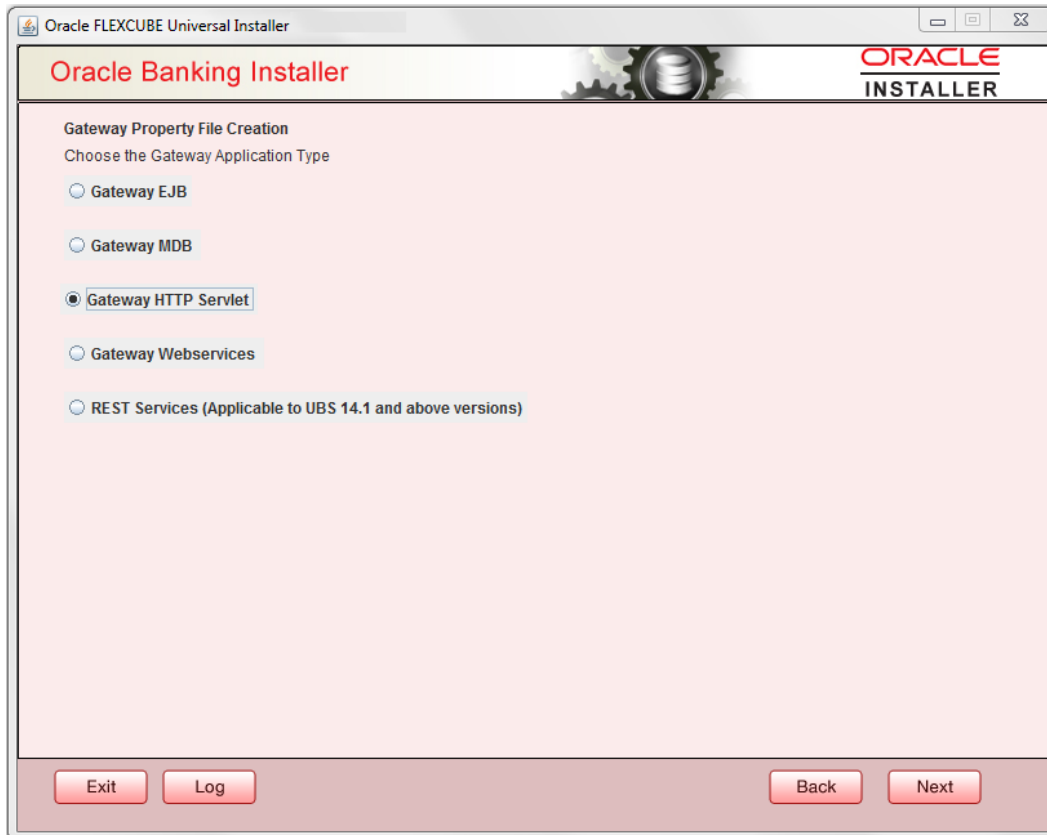 Oracle FLEXCUBE Universal Installer
Oracle Banking Installer
ORACLE
INSTALLER
Gateway Property File Creation
Choose the Gateway Application Type
Gateway EJB
Gateway MDB
Gateway HTTP Servlet
Gateway Webservices
REST Services (Applicable to UBS 14.1 and above versions)
Exit Log Back Next